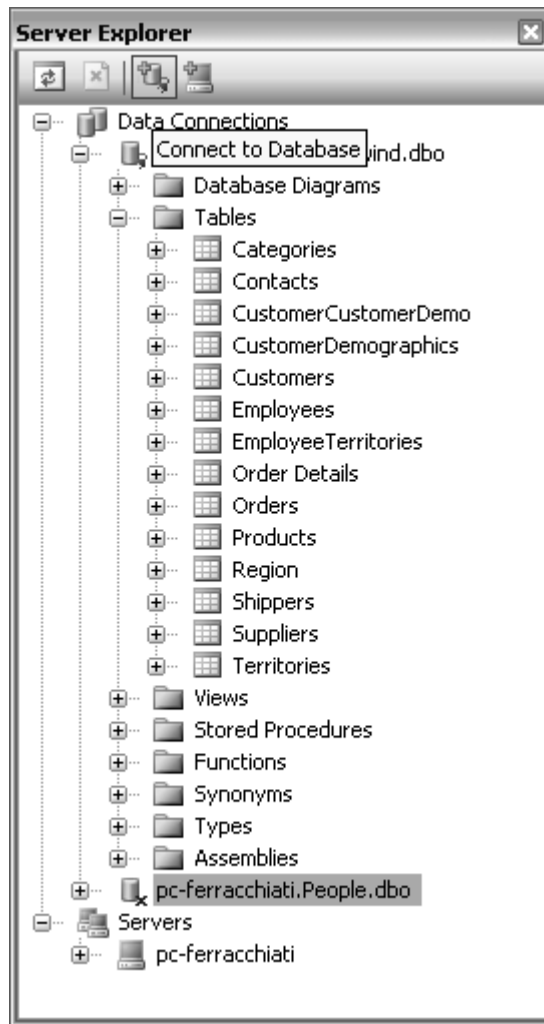 Server Explorer
Data Connections
Connect to Database
wind.dbo
Database Diagrams
Tables
Categories
Contacts
CustomerCustomerDemo
CustomerDemographics
Customers
Employees
EmployeeTerritories
Order Details
Orders
Products
Region
Shippers
Suppliers
Territories
Views
Stored Procedures
Functions
Synonyms
Types
Assemblies
pc-ferracchiati.People.dbo
Servers
pc-ferracchiati